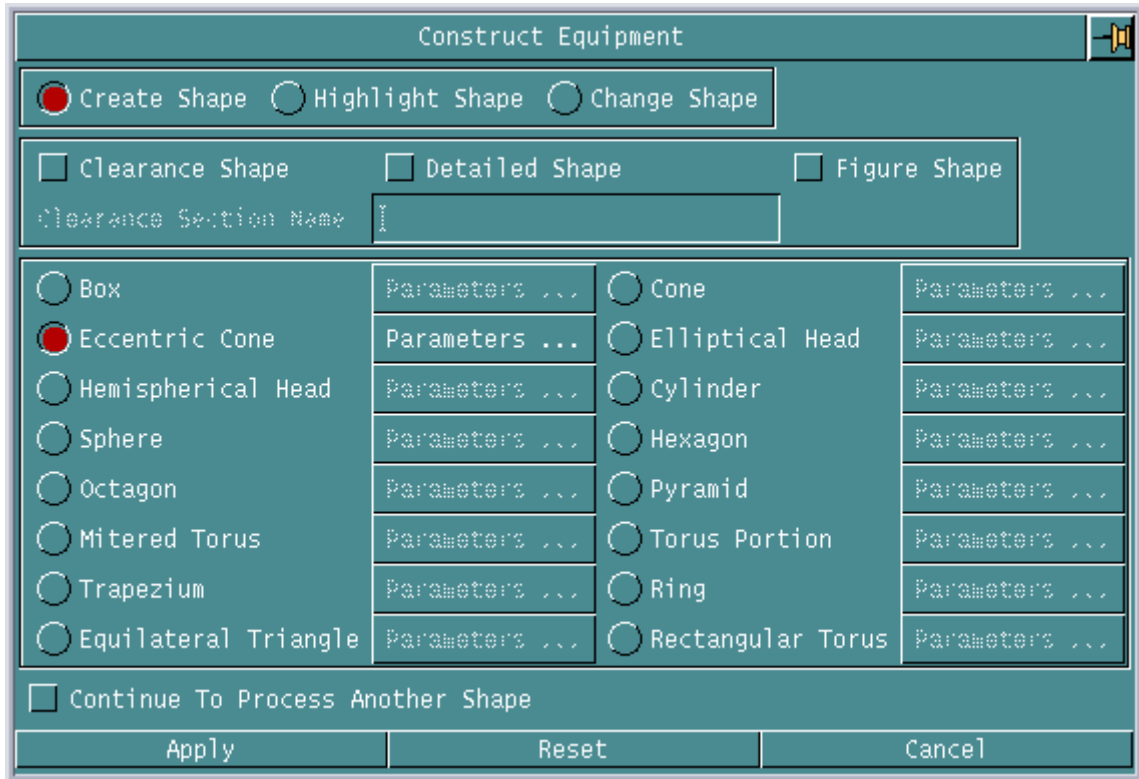 Construct Equipment
Create Shape Highlight Shape Change Shape
Clearance Shape Detailed Shape Figure Shape
Clearance Section Name
Box Parameters ... Cone Parameters ...
Eccentric Cone Parameters ... Elliptical Head Parameters ...
Hemispherical Head Parameters ... Cylinder Parameters ...
Sphere Parameters ... Hexagon Parameters ...
Octagon Parameters ... Pyramid Parameters ...
Mitered Torus Parameters ... Torus Portion Parameters ...
Trapezium Parameters ... Ring Parameters ...
Equilateral Triangle Parameters ... Rectangular Torus Parameters ...
Continue To Process Another Shape
Apply Reset Cancel